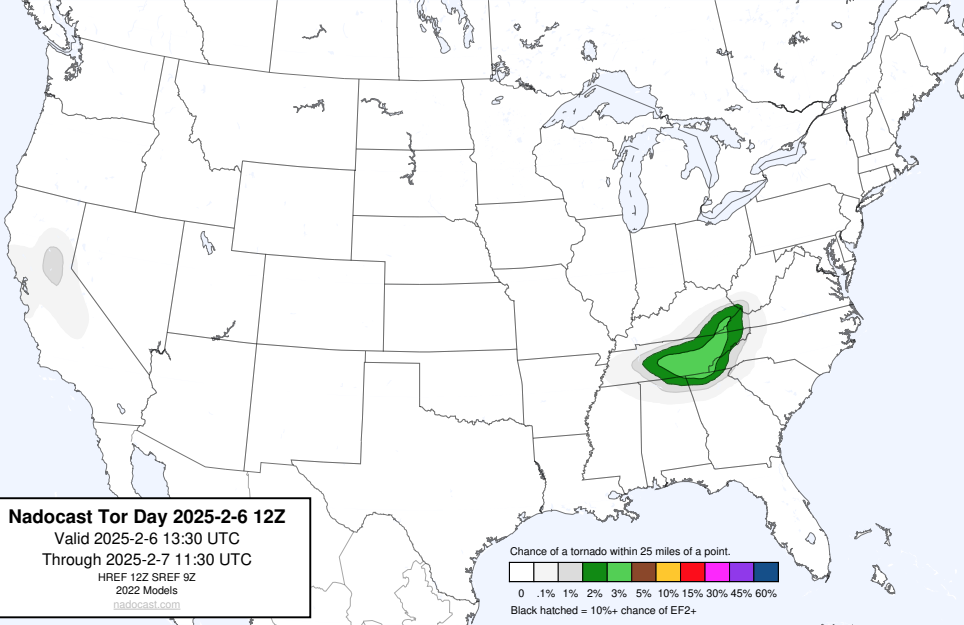 Nadocast Tor Day 2025-2-6 12Z
Valid 2025-2-6 13:30 UTC
Through 2025-2-7 11:30 UTC
HREF 12Z SREF 9Z
2022 Models
nadocast.com
Chance of a tornado within 25 miles of a point.
0 .1% 1% 2% 3% 5% 10% 15% 30% 45% 60%
Black hatched = 10%+ chance of EF2+